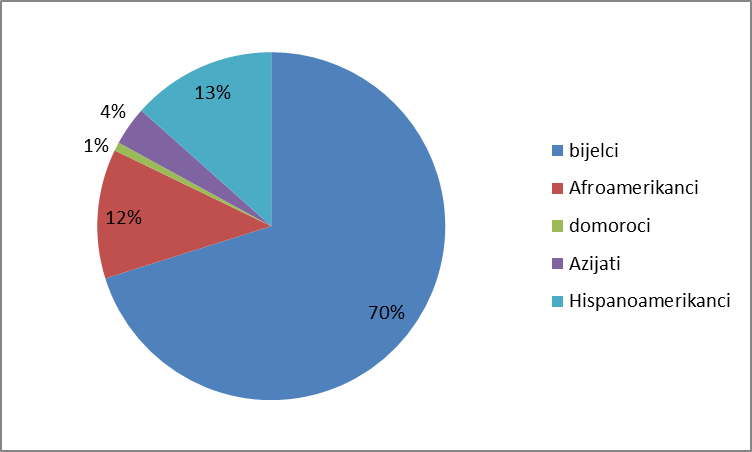 13%
4%
1%
12%
70%
bijelci
Afroamerikanci
domoroci
Azijati
Hispanoamerikanci